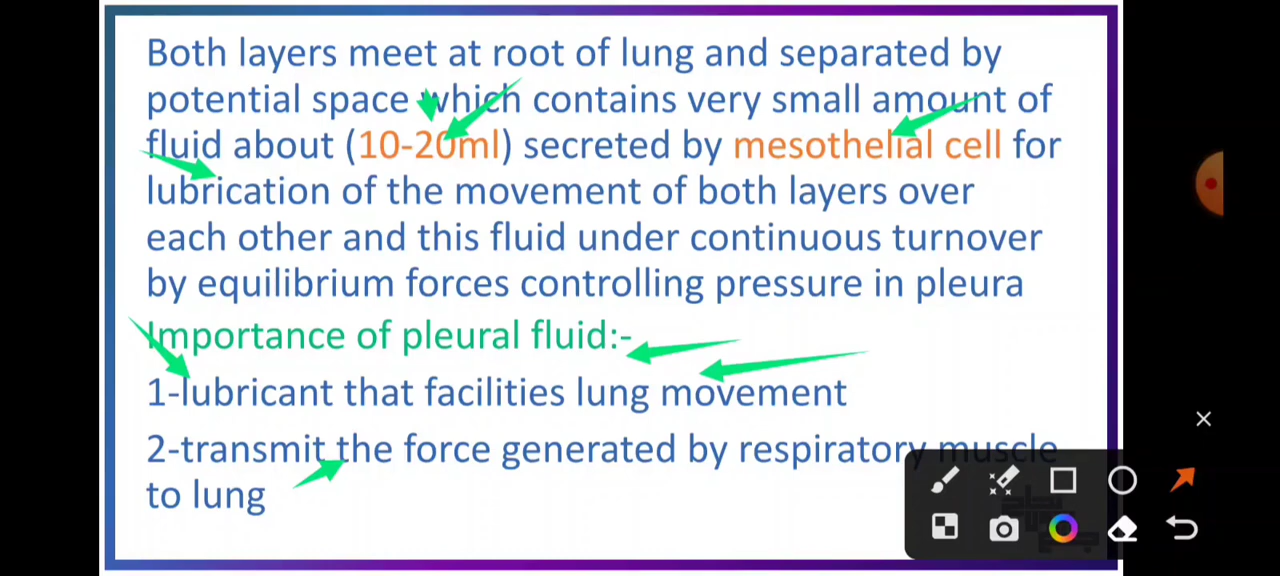 Both layers meet at root of lung and separated by
potential space which contains very small amount of
fluid about (10-20ml) secreted by mesothelial cell for
lubrication of the movement of both layers over
each other and this fluid under continuous turnover
by equilibrium forces controlling pressure in pleura
Importance of pleural fluid:-
1-lubricant that facilities lung movement
2-transmit the force generated by respiratory muscle
to lung